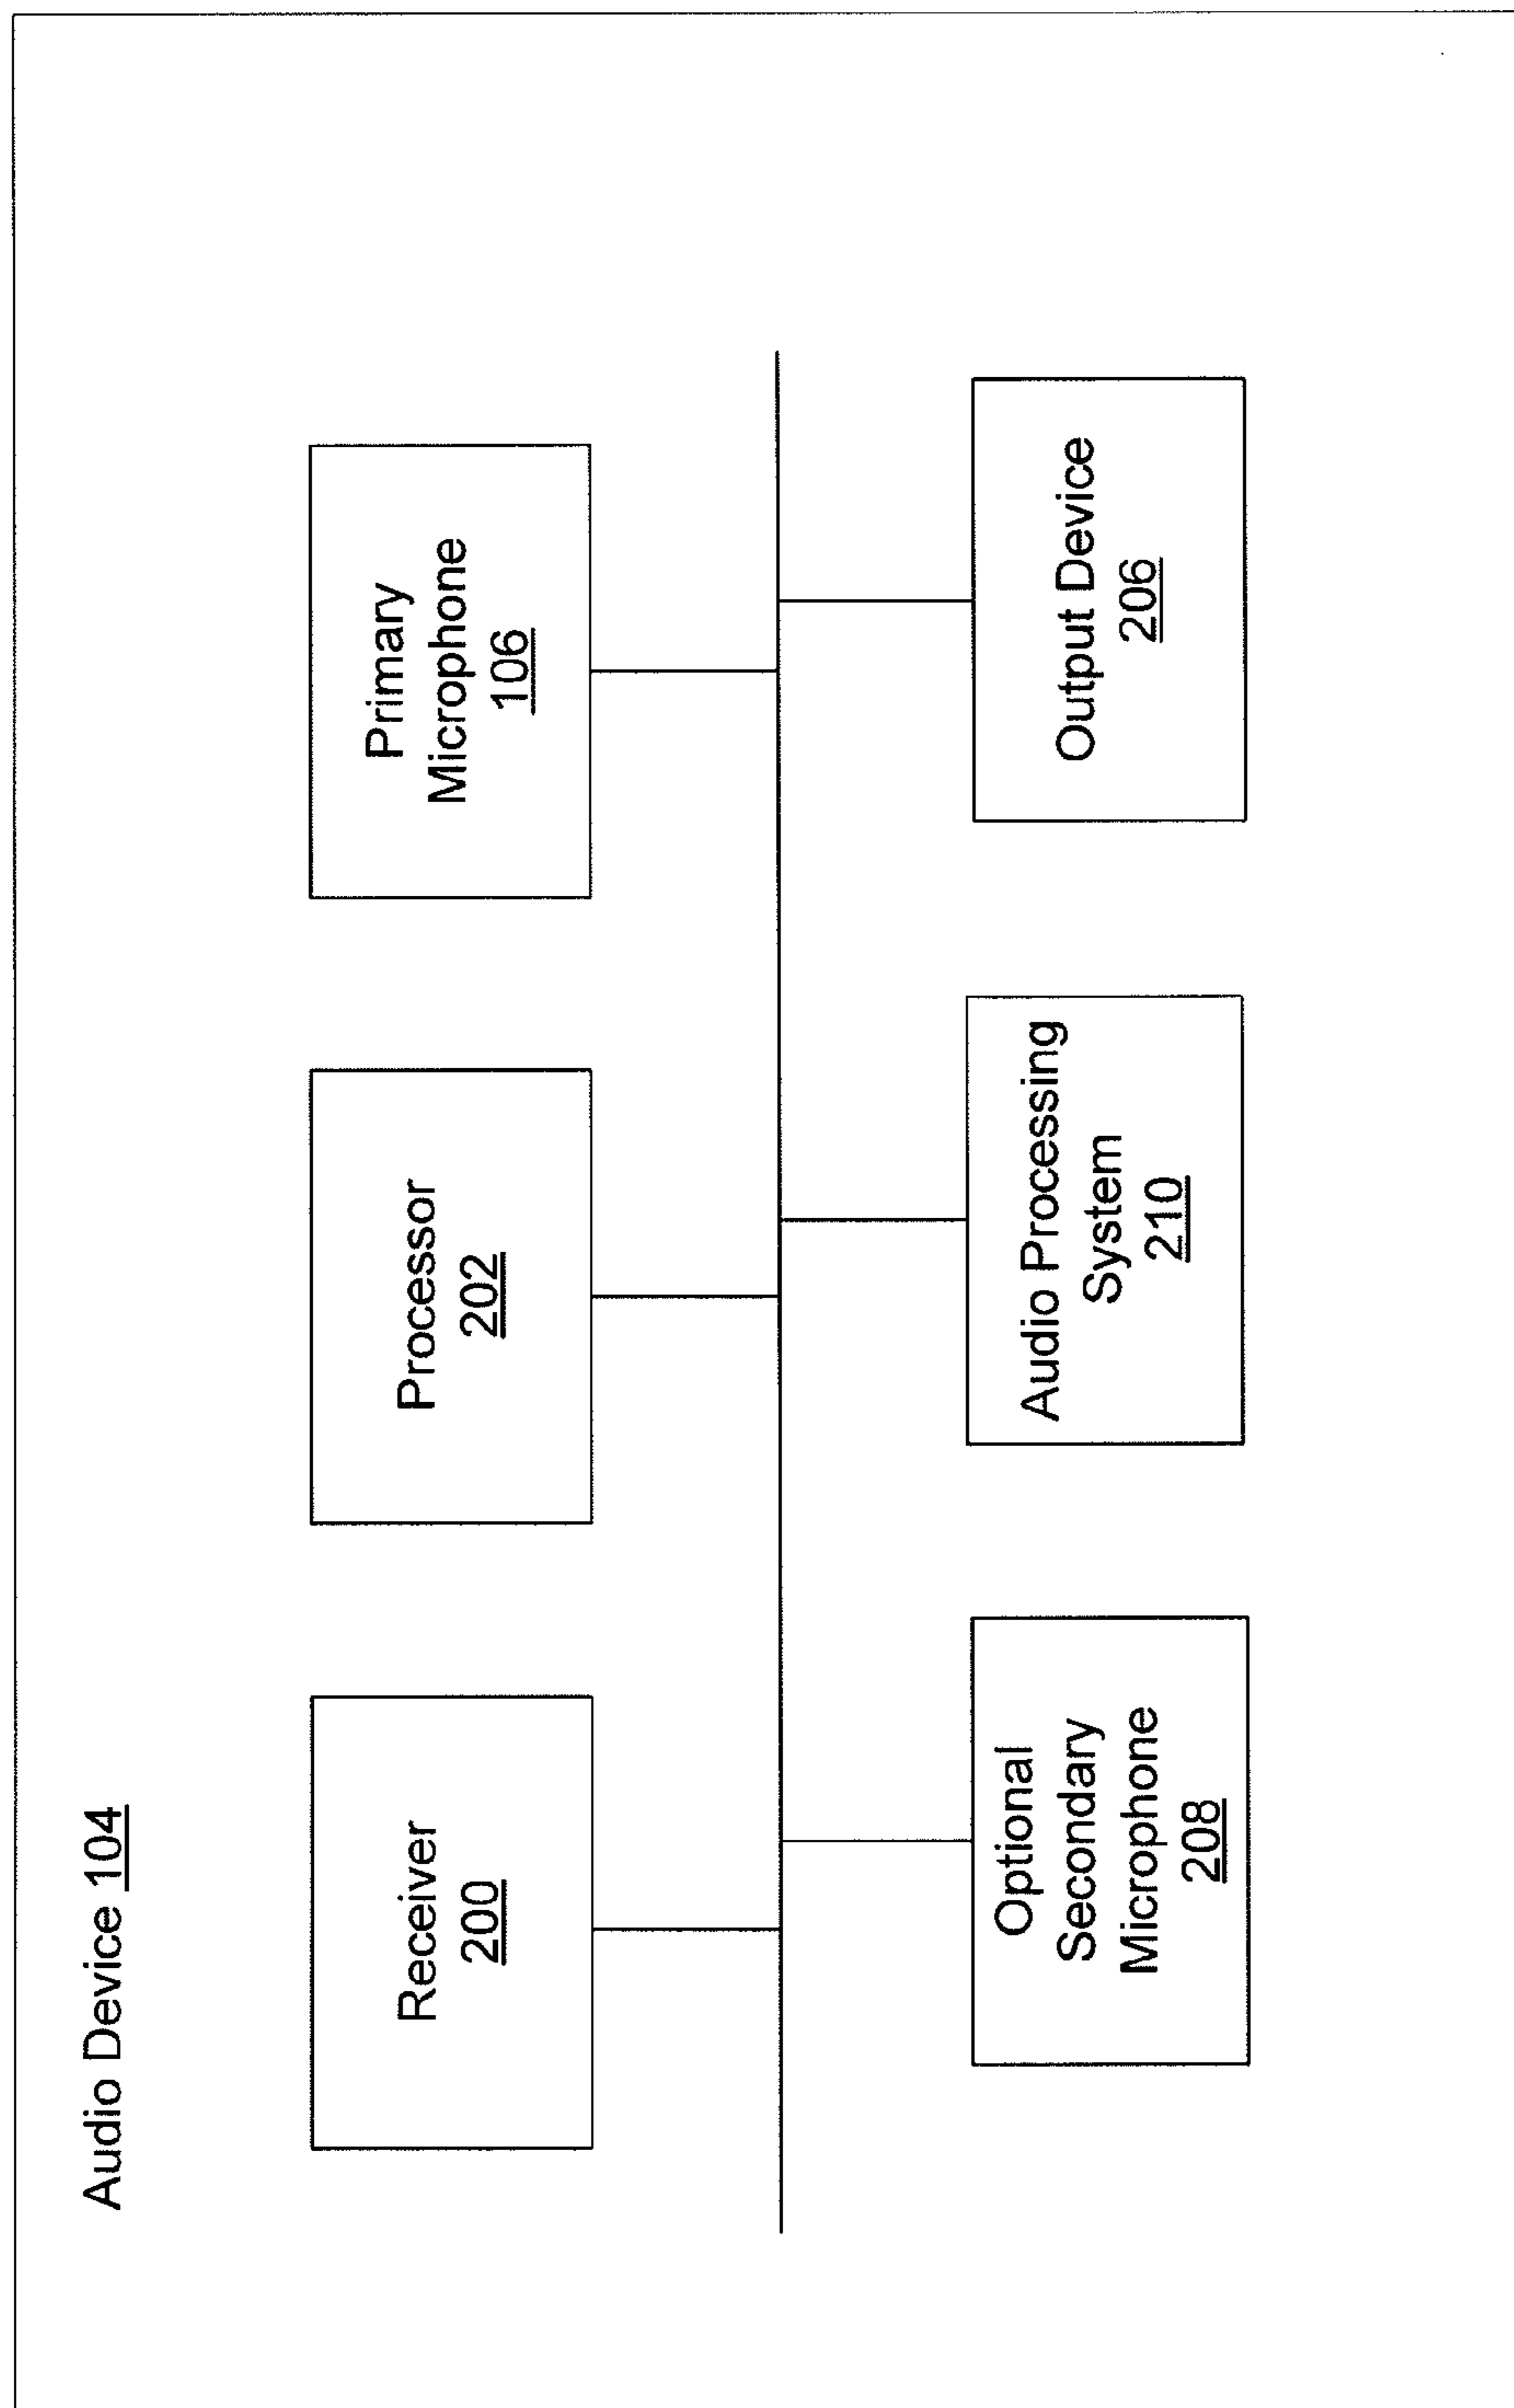 Audio Device 104
Receiver
200
Processor
202
Primary
Microphone
106
Optional
Secondary
Microphone
208
Audio Processing
System
210
Output Device
206